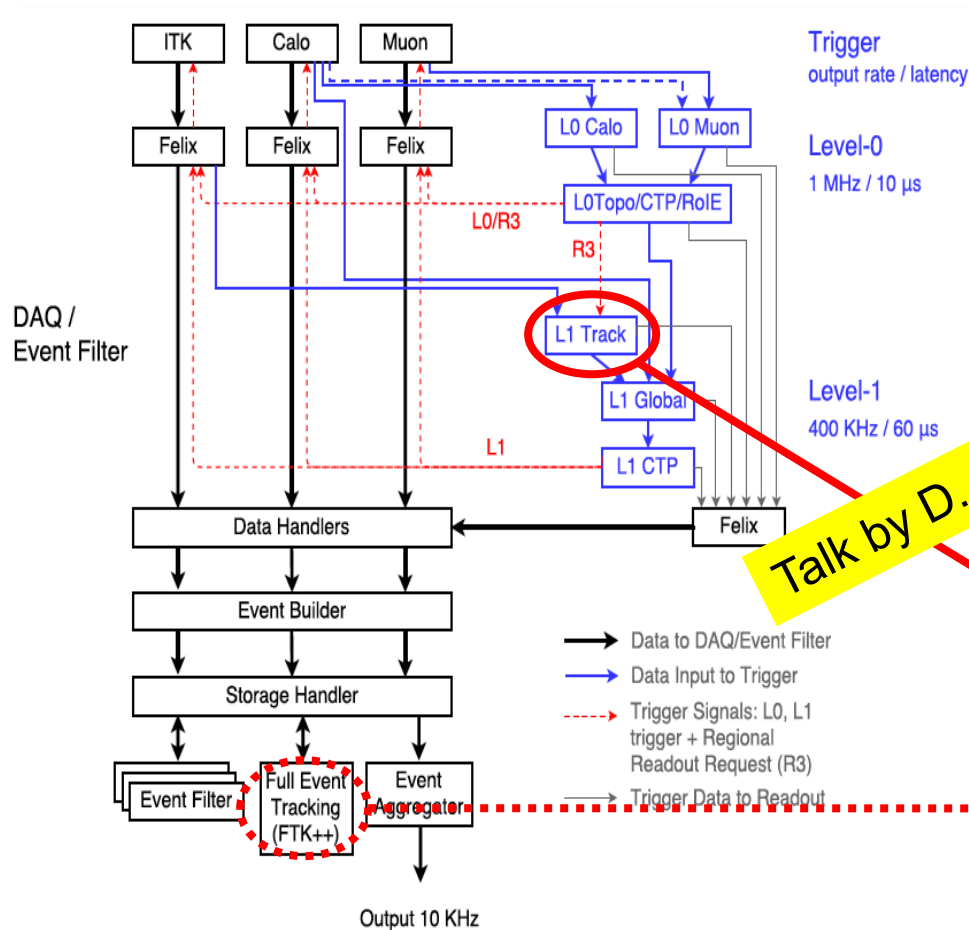 ITK
Calo
Muon
Trigger
output rate / latency
L0 Calo
L0 Muon
Felix
Felix
Felix
Level-0
1 MHz / 10 µs
L0Topo/CTP/RoIE
L0/R3
R3
DAQ /
Event Filter
L1 Track
L1 Global
Level-1
400 KHz / 60 µs
L1
L1 CTP
Data Handlers
Felix
Talk by D.
Event Builder
Data to DAQ/Event Filter
Data Input to Trigger
Storage Handler
Trigger Signals: L0, L1
trigger + Regional
Readout Request (R3)
Trigger Data to Readout
Event Filter
Full Event
Tracking
(FTK++)
Event
Aggregator
Output 10 KHz